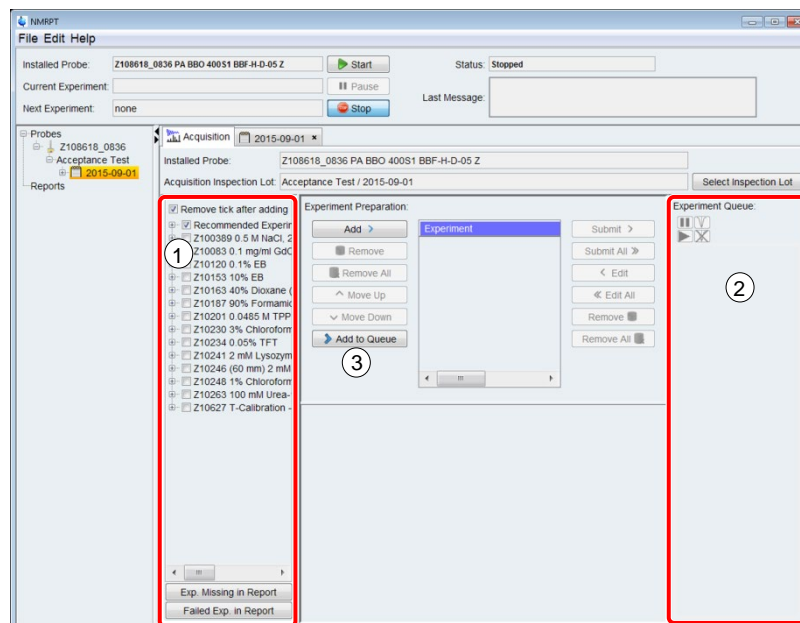 NMRPT
File Edit Help
Installed Probe: Z108618_0836 PA BBO 400S1 BBF-H-D-05 Z Start Status: Stopped
Current Experiment: Pause
Last Message:
Next Experiment: none Stop
Probes
Z108618_0836
Acceptance Test
2015-09-01
Reports
Acquisition 2015-09-01
Installed Probe: Z108618_0836 PA BBO 400S1 BBF-H-D-05 Z
Acquisition Inspection Lot: Acceptance Test / 2015-09-01 Select Inspection Lot
Remove tick after adding
Recommended Experim
Z100389 0.5 M NaCl, 2
Z10083 0.1 mg/ml GdC
Z10120 0.1% EB
Z10153 10% EB
Z10163 40% Dioxane (
Z10187 90% Formamic
Z10201 0.0485 M TPP
Z10230 3% Chloroform
Z10234 0.05% TFT
Z10241 2 mM Lysozym
Z10246 (60 mm) 2 mM
Z10248 1% Chloroform
Z10263 100 mM Urea-
Z10627 T-Calibration -
Exp. Missing in Report
Failed Exp. in Report
1
Experiment Preparation:
Add
Remove
Remove All
Move Up
Move Down
Add to Queue
3
Experiment
Submit
Submit All
Edit
Edit All
Remove
Remove All
Experiment Queue:
2